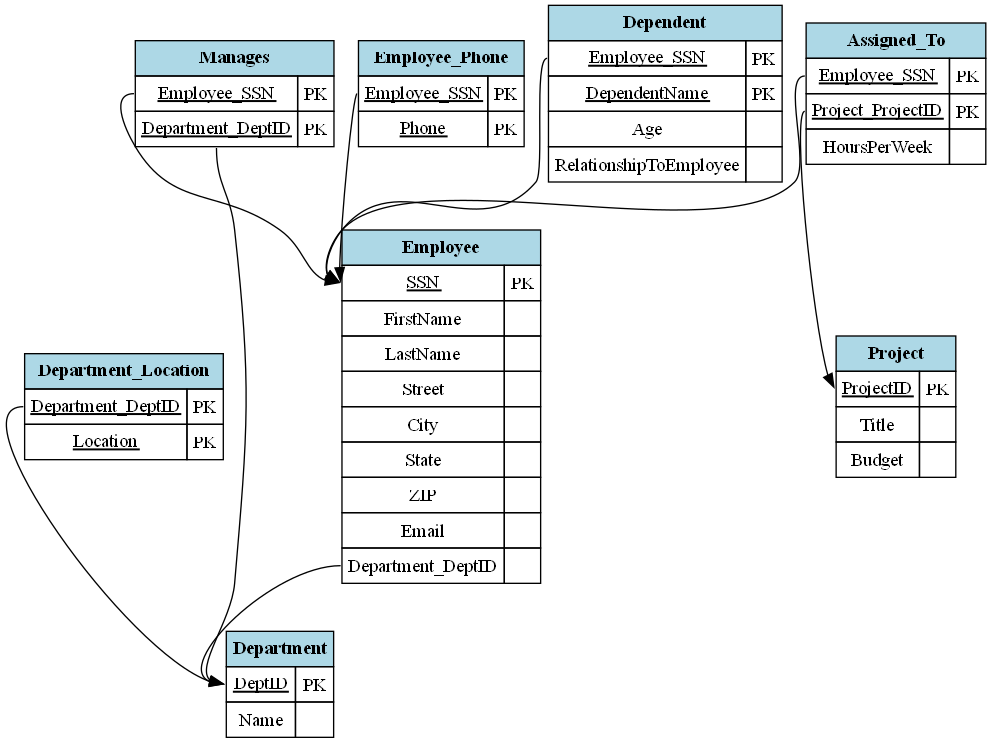 Manages
Employee_SSN PK
Department_DeptID PK
Employee_Phone
Employee_SSN PK
Phone PK
Dependent
Employee_SSN PK
DependentName PK
Age
RelationshipToEmployee
Assigned_To
Employee_SSN PK
Project_ProjectID PK
HoursPerWeek
Employee
SSN PK
FirstName
LastName
Street
City
State
ZIP
Email
Department_DeptID
Project
ProjectID PK
Title
Budget
Department_Location
Department_DeptID PK
Location PK
Department
DeptID PK
Name